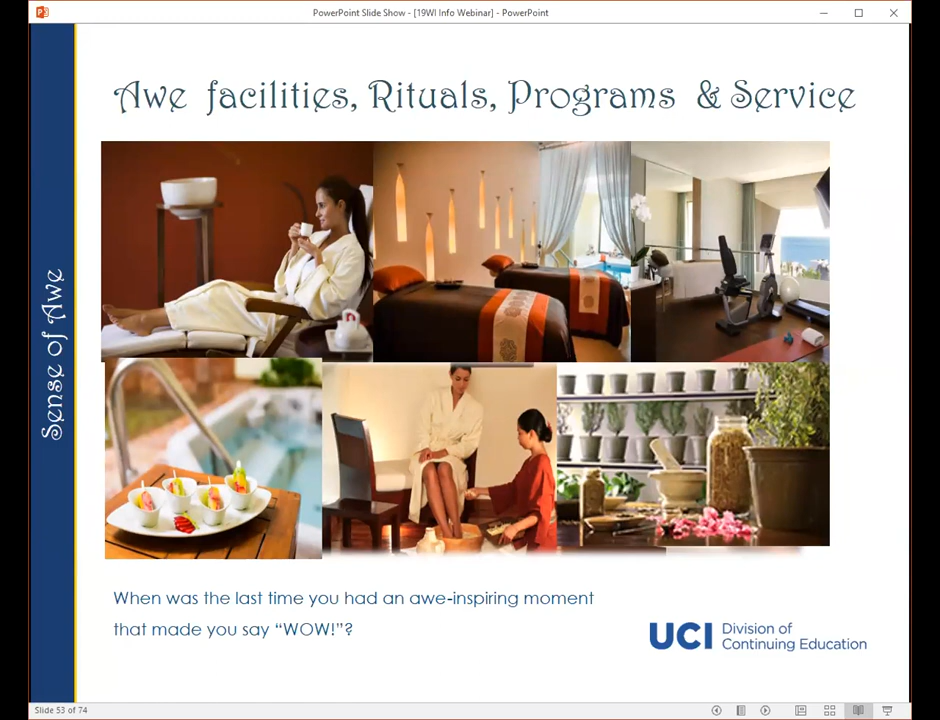 PowerPoint Slide Show - [19WI Info Webinar] - PowerPoint
Awe facilities, Rituals, Programs & Service
Sense of Awe
When was the last time you had an awe-inspiring moment
that made you say “WOW!”?
UCI Division of
Continuing Education
Slide 53 of 74